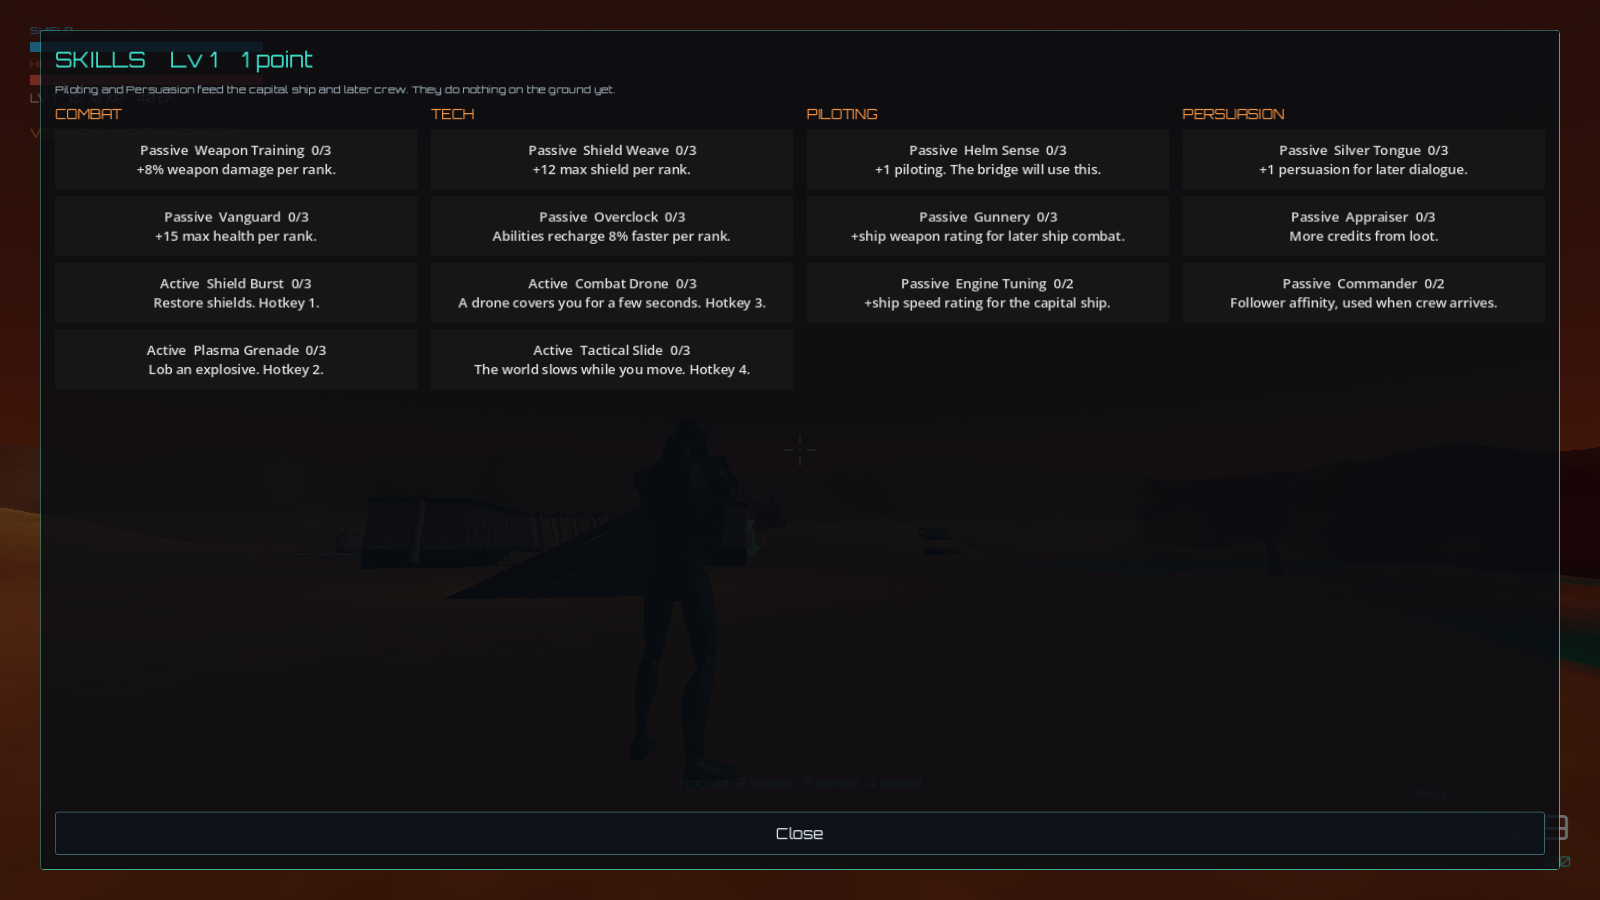 SHIELD
SKILLS Lv 1 1 point
Piloting and Persuasion feed the capital ship and later crew. They do nothing on the ground yet.
COMBAT
Passive Weapon Training 0/3
+8% weapon damage per rank.
Passive Vanguard 0/3
+15 max health per rank.
Active Shield Burst 0/3
Restore shields. Hotkey 1.
Active Plasma Grenade 0/3
Lob an explosive. Hotkey 2.
TECH
Passive Shield Weave 0/3
+12 max shield per rank.
Passive Overclock 0/3
Abilities recharge 8% faster per rank.
Active Combat Drone 0/3
A drone covers you for a few seconds. Hotkey 3.
Active Tactical Slide 0/3
The world slows while you move. Hotkey 4.
PILOTING
Passive Helm Sense 0/3
+1 piloting. The bridge will use this.
Passive Gunnery 0/3
+ship weapon rating for later ship combat.
Passive Engine Tuning 0/2
+ship speed rating for the capital ship.
PERSUASION
Passive Silver Tongue 0/3
+1 persuasion for later dialogue.
Passive Appraiser 0/3
More credits from loot.
Passive Commander 0/2
Follower affinity, used when crew arrives.
1 locked 2 locked 3 locked 4 locked
Close